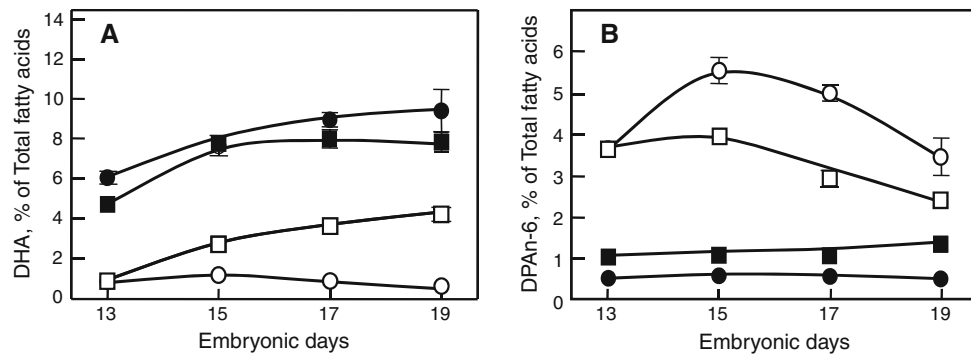 A
DHA, % of Total fatty acids
14
12
10
8
6
4
2
0
13 15 17 19
Embryonic days
B
DPAn-6, % of Total fatty acids
6
5
4
3
2
1
0
13 15 17 19
Embryonic days